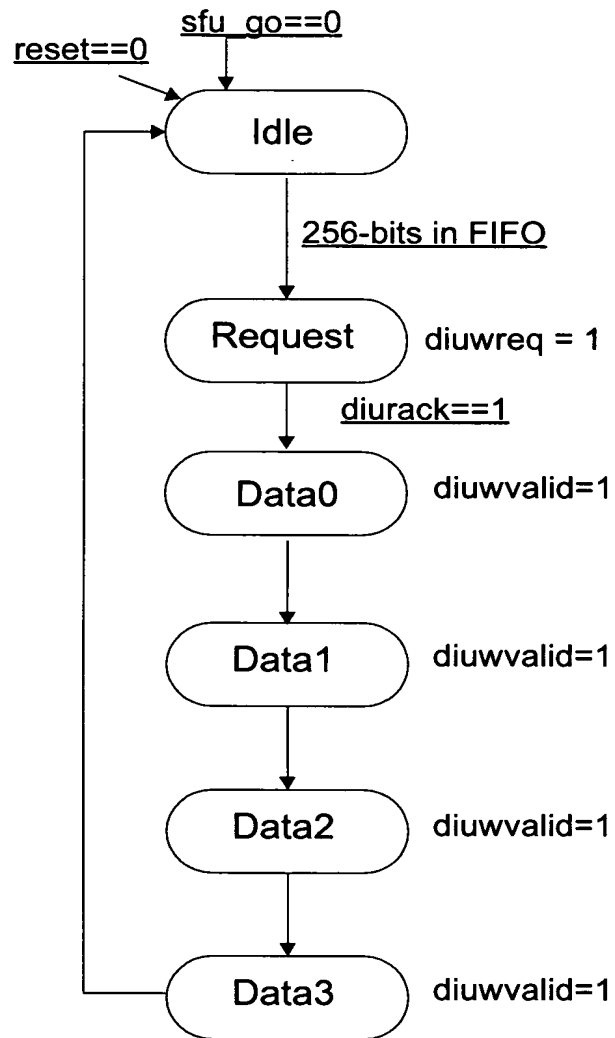 sfu_go==0
reset==0
Idle
256-bits in FIFO
Request
diuwreq = 1
diurack==1
Data0
diuwvalid=1
Data1
diuwvalid=1
Data2
diuwvalid=1
Data3
diuwvalid=1